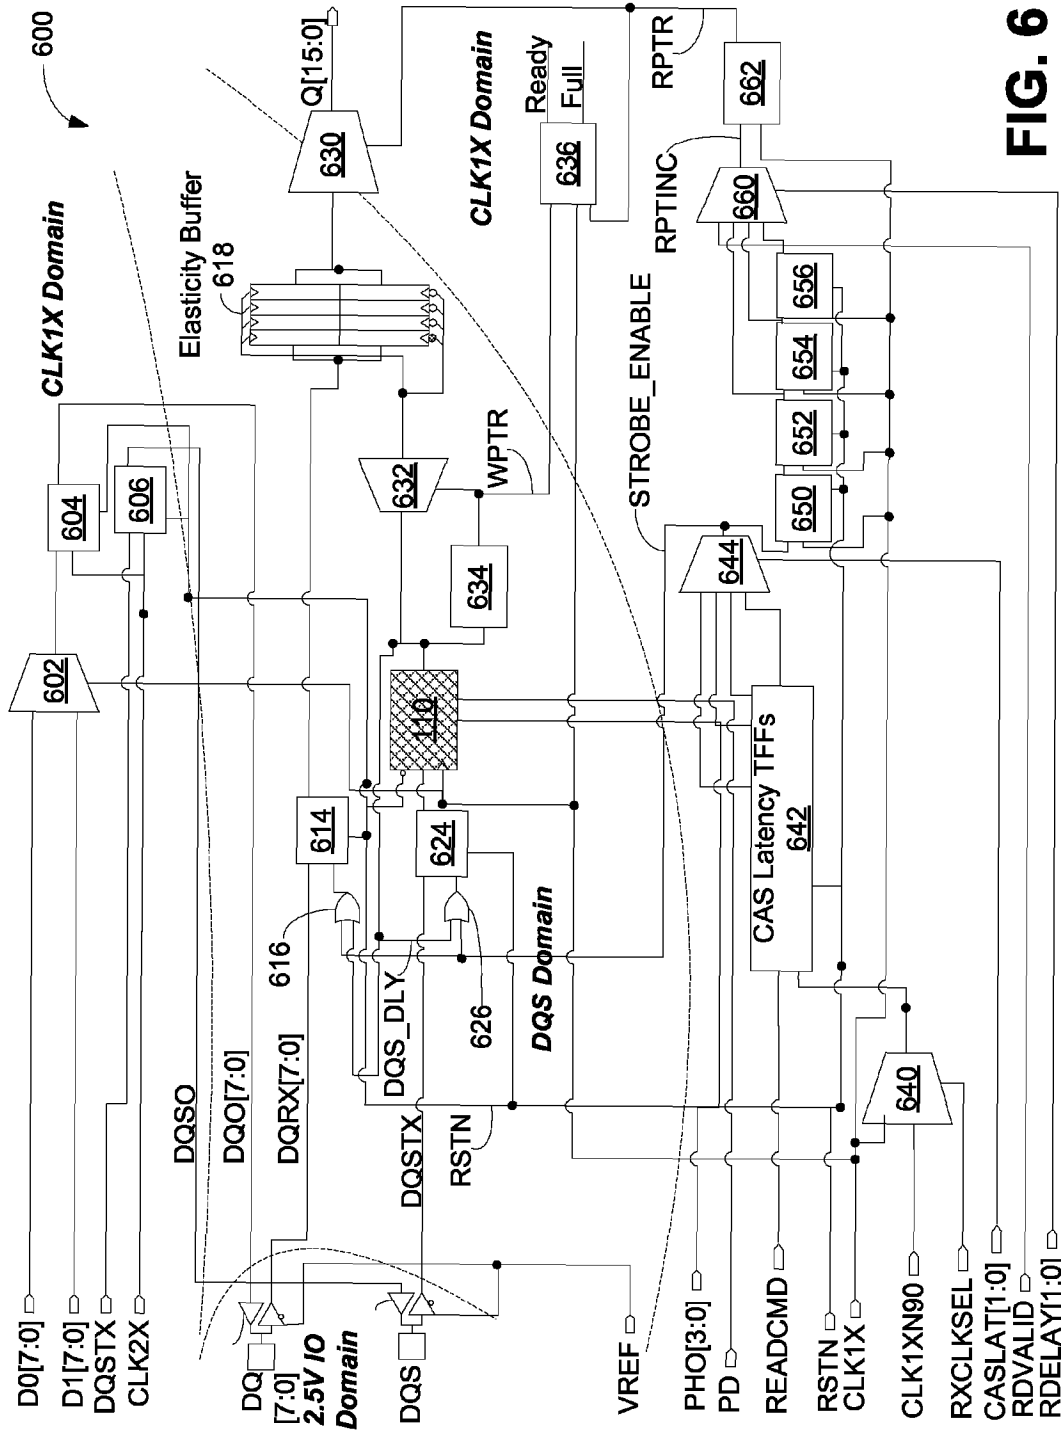 600
CLK1X Domain
Q[15:0]
FIG. 6
D0[7:0]
D1[7:0]
DQSTX
CLK2X
602
604
606
DQSO
DQO[7:0]
DQRX[7:0]
Elasticity Buffer
618
630
CLK1X Domain
Ready
Full
636
RPTR
662
RPTINC
660
DQ
[7:0]
2.5V IO
Domain
DQS
616
614
DQS_DLY
DQSTX
RSTN
624
626
110
632
634
WPTR
DQS Domain
STROBE_ENABLE
VREF
PHO[3:0]
PD
READCMD
RSTN
CLK1X
CLK1XN90
RXCLKSEL
CASLAT[1:0]
RDVALID
RDELAY[1:0]
640
CAS Latency TFFs
642
644
650
652
654
656